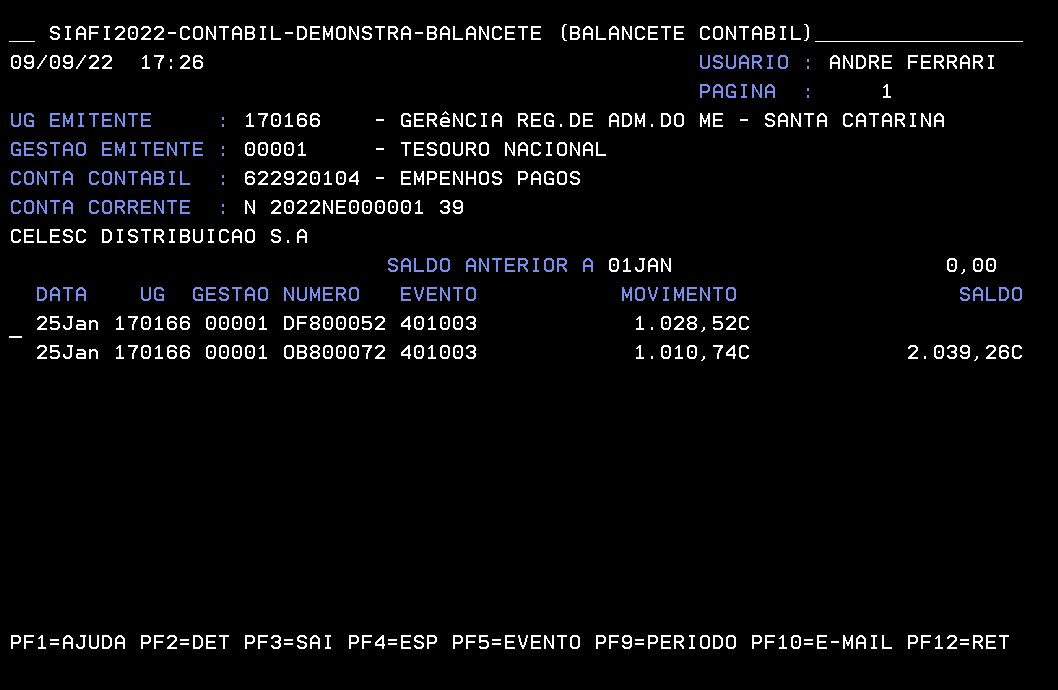 __ SIAFI2022-CONTABIL-DEMONSTRA-BALANCETE (BALANCETE CONTABIL)________________
09/09/22  17:26                                      USUARIO : ANDRE FERRARI
                                                     PAGINA  :     1
UG EMITENTE     : 170166    - GERêNCIA REG.DE ADM.DO ME - SANTA CATARINA
GESTAO EMITENTE : 00001     - TESOURO NACIONAL
CONTA CONTABIL  : 622920104 - EMPENHOS PAGOS
CONTA CORRENTE  : N 2022NE000001 39
CELESC DISTRIBUICAO S.A
                             SALDO ANTERIOR A 01JAN                     0,00
  DATA    UG  GESTAO NUMERO   EVENTO           MOVIMENTO                 SALDO
_ 25Jan 170166 00001 DF800052 401003            1.028,52C
  25Jan 170166 00001 OB800072 401003            1.010,74C            2.039,26C
PF1=AJUDA PF2=DET PF3=SAI PF4=ESP PF5=EVENTO PF9=PERIODO PF10=E-MAIL PF12=RET